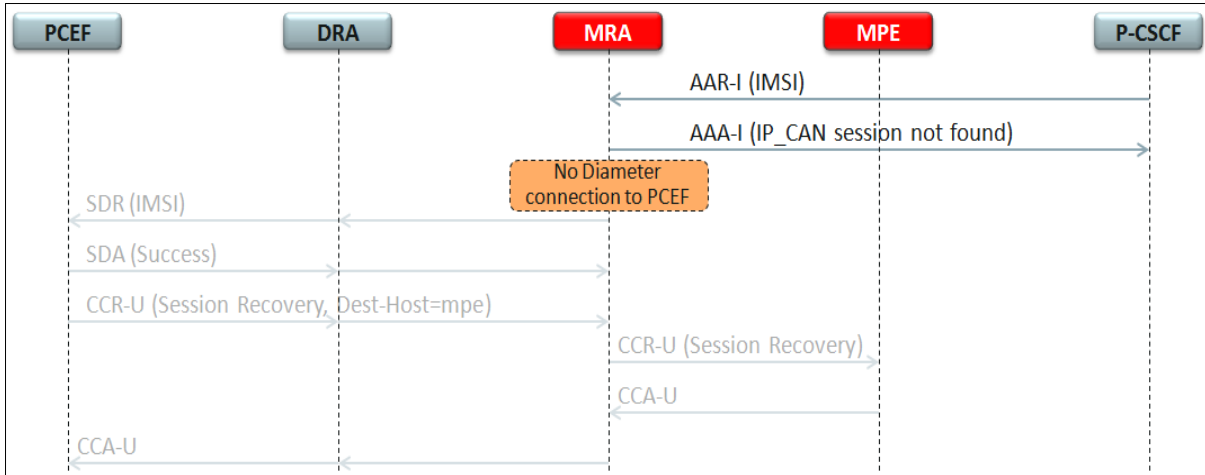 PCEF
DRA
MRA
MPE
P-CSCF
AAR-I (IMSI)
AAA-I (IP_CAN session not found)
No Diameter
connection to PCEF
SDR (IMSI)
SDA (Success)
CCR-U (Session Recovery, Dest-Host=mpe)
CCR-U (Session Recovery)
CCA-U
CCA-U